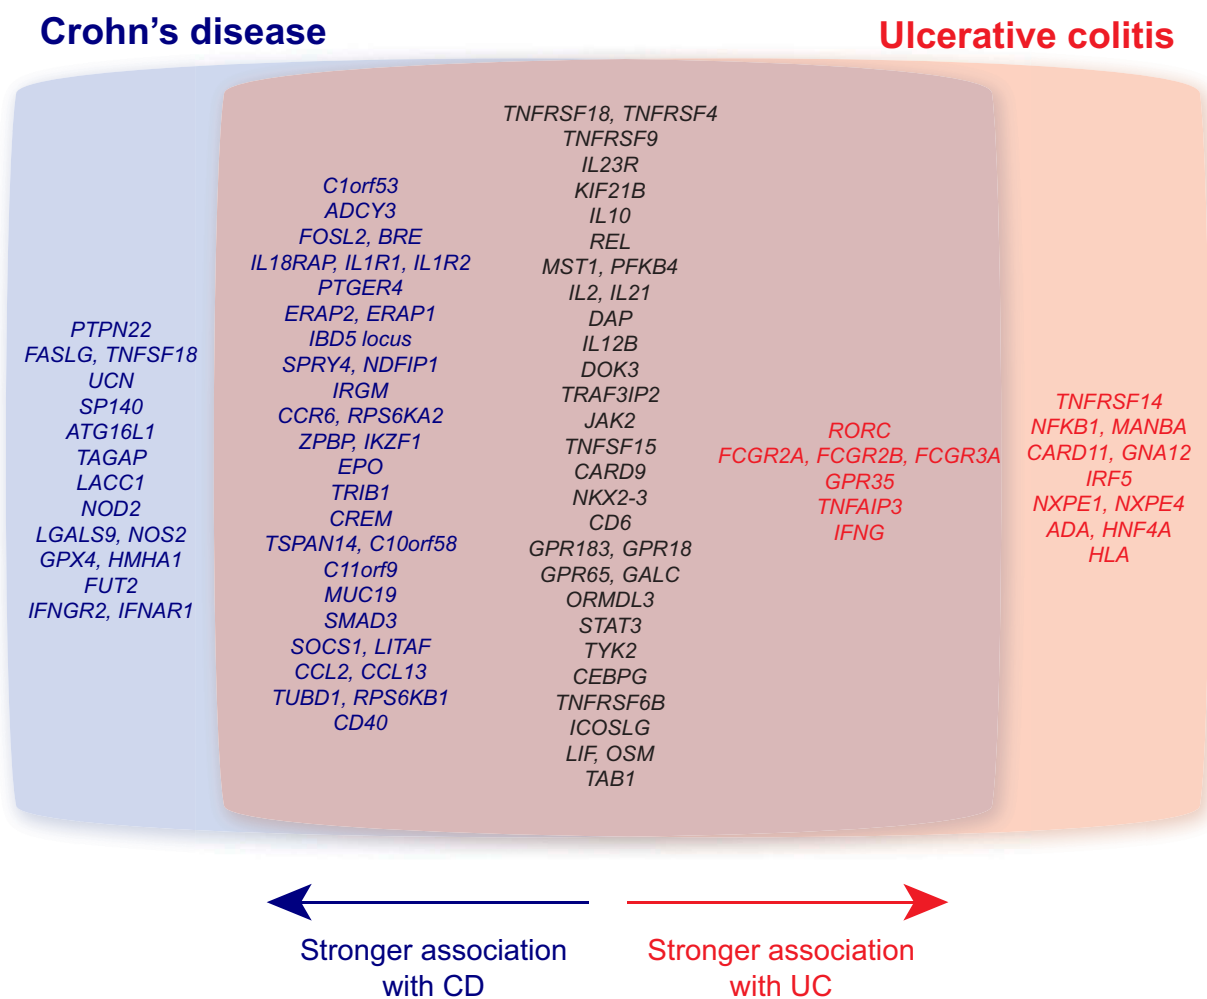 Crohn’s disease
Ulcerative colitis
PTPN22
FASLG, TNFSF18
UCN
SP140
ATG16L1
TAGAP
LACC1
NOD2
LGALS9, NOS2
GPX4, HMHA1
FUT2
IFNGR2, IFNAR1
C1orf53
ADCY3
FOSL2, BRE
IL18RAP, IL1R1, IL1R2
PTGER4
ERAP2, ERAP1
IBD5 locus
SPRY4, NDFIP1
IRGM
CCR6, RPS6KA2
ZPBP, IKZF1
EPO
TRIB1
CREM
TSPAN14, C10orf58
C11orf9
MUC19
SMAD3
SOCS1, LITAF
CCL2, CCL13
TUBD1, RPS6KB1
CD40
TNFRSF18, TNFRSF4
TNFRSF9
IL23R
KIF21B
IL10
REL
MST1, PFKB4
IL2, IL21
DAP
IL12B
DOK3
TRAF3IP2
JAK2
TNFSF15
CARD9
NKX2-3
CD6
GPR183, GPR18
GPR65, GALC
ORMDL3
STAT3
TYK2
CEBPG
TNFRSF6B
ICOSLG
LIF, OSM
TAB1
RORC
FCGR2A, FCGR2B, FCGR3A
GPR35
TNFAIP3
IFNG
TNFRSF14
NFKB1, MANBA
CARD11, GNA12
IRF5
NXPE1, NXPE4
ADA, HNF4A
HLA
Stronger association
with CD
Stronger association
with UC